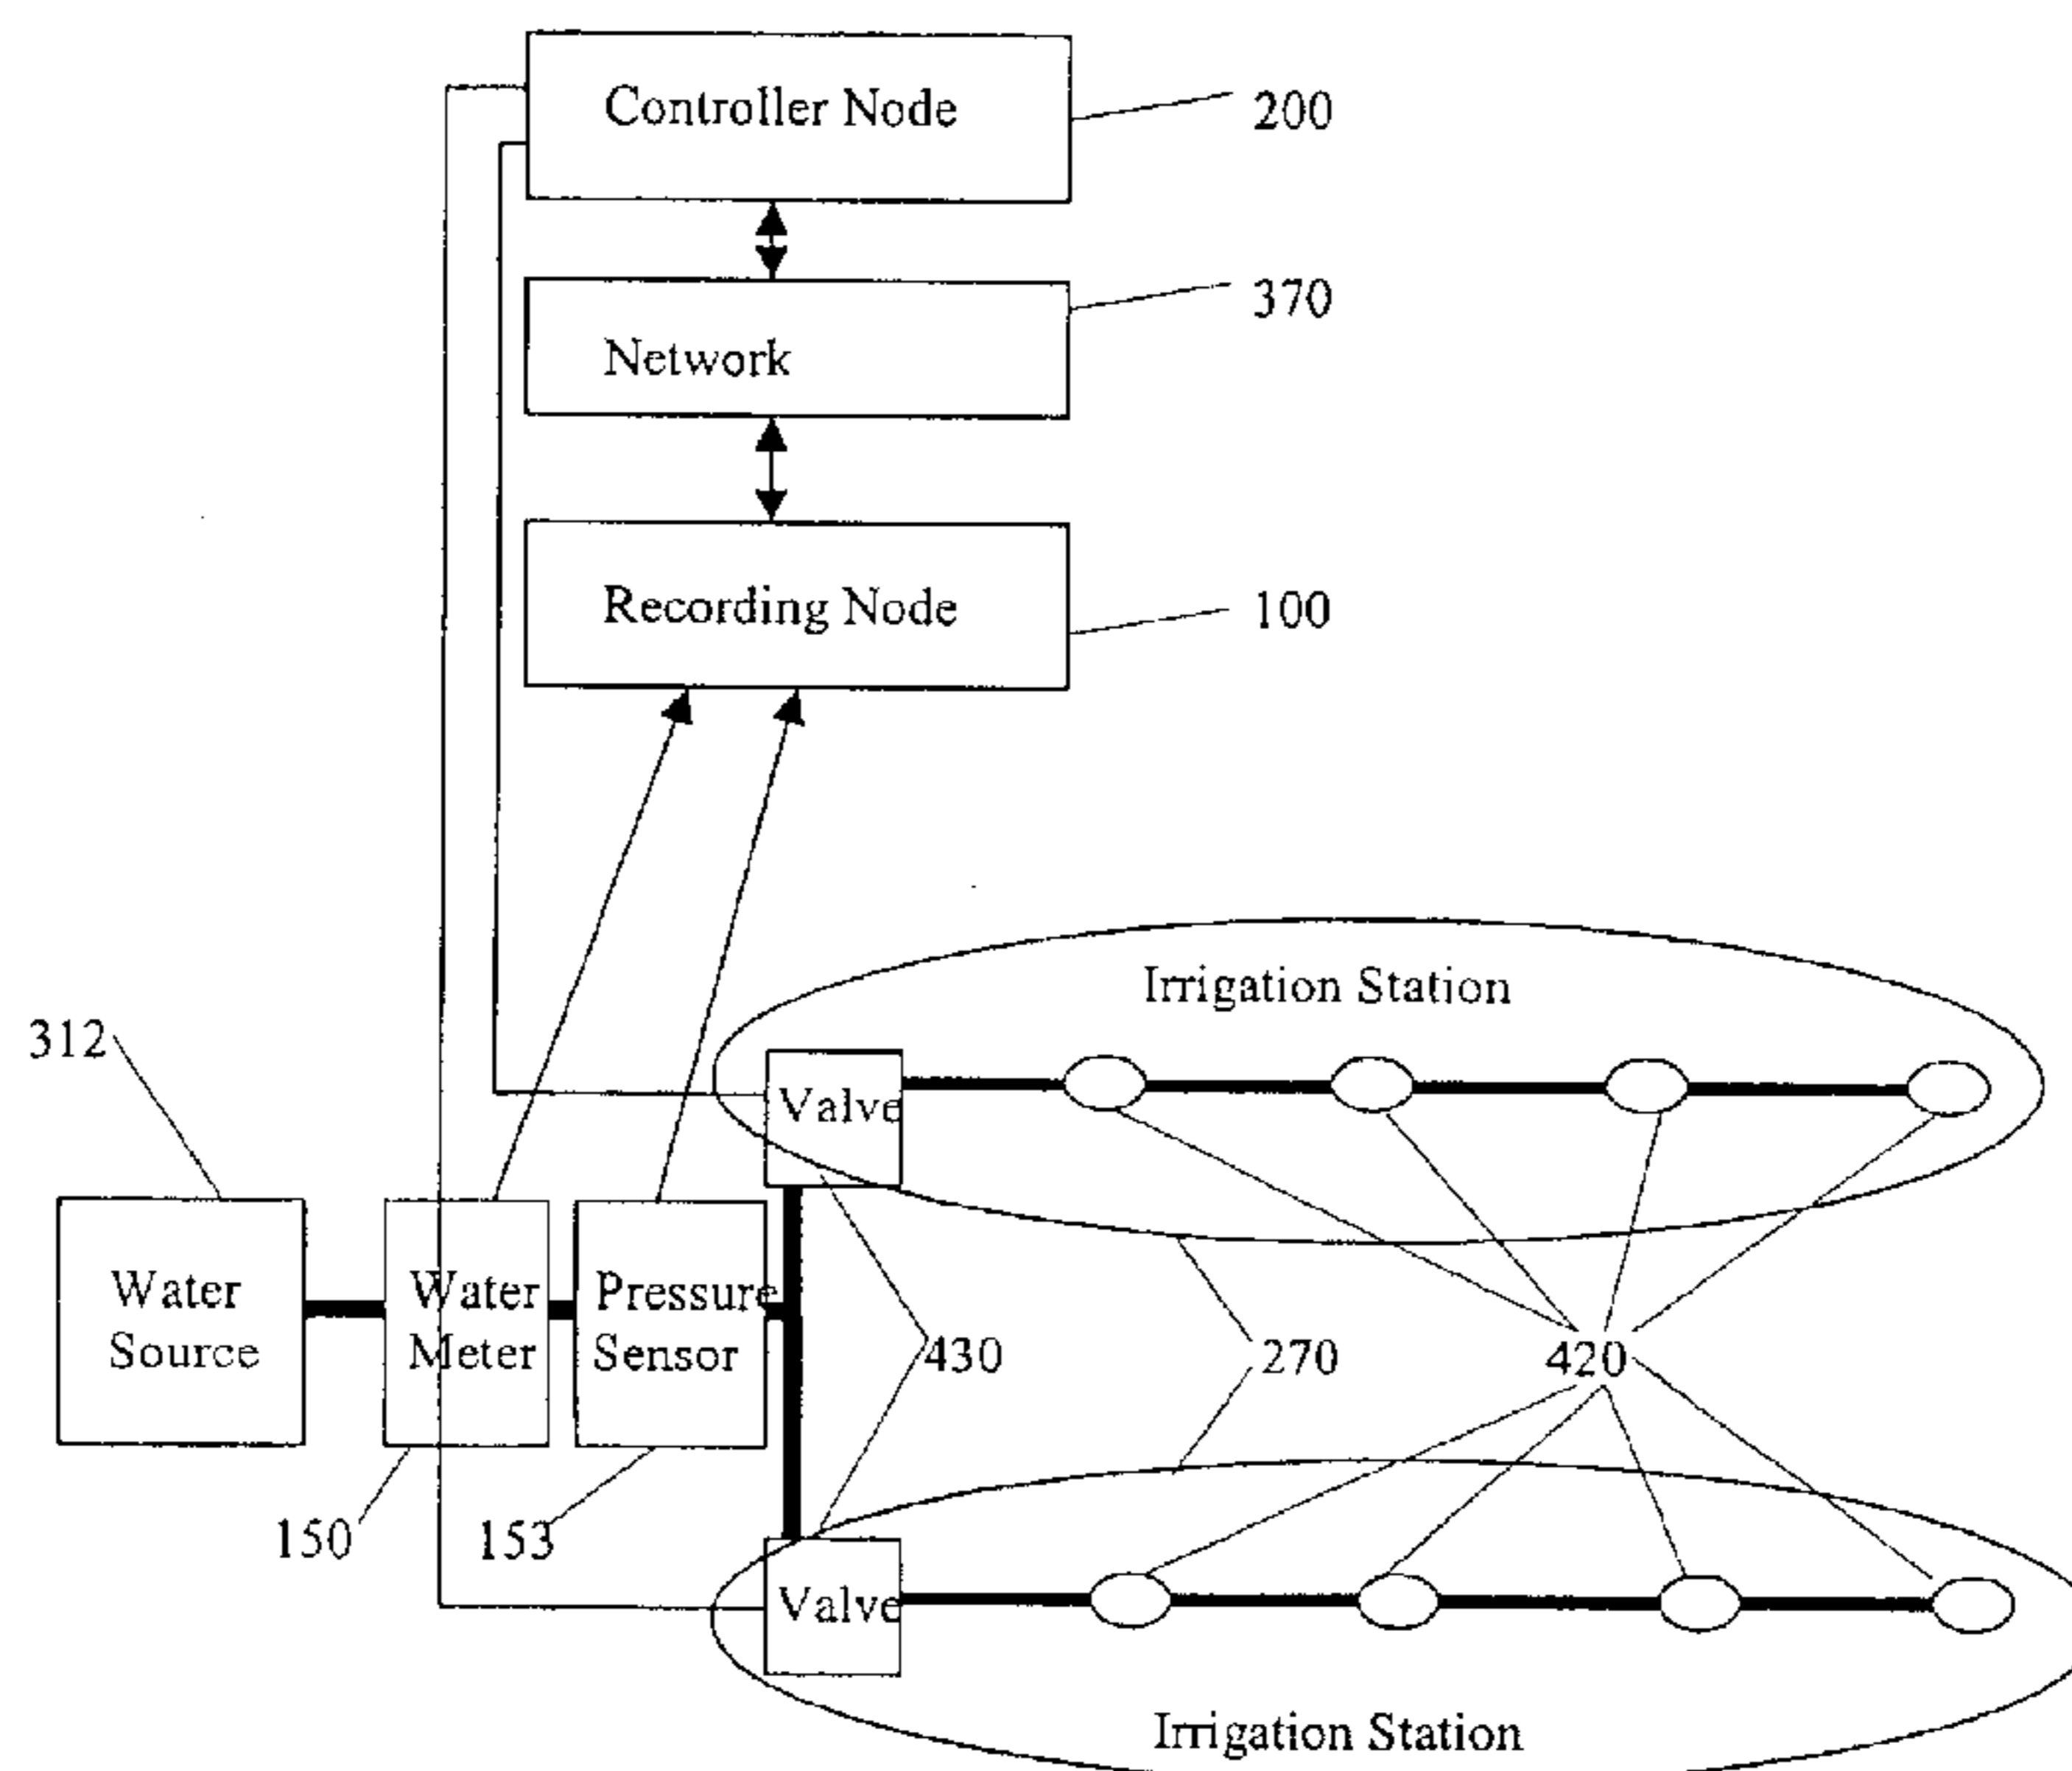 Controller Node
200
370
Network
Recording Node
100
Irrigation Station
312
Valve
Water
Source
Water
Meter
Pressure
Sensor
430
270
420
150
153
Valve
Irrigation Station